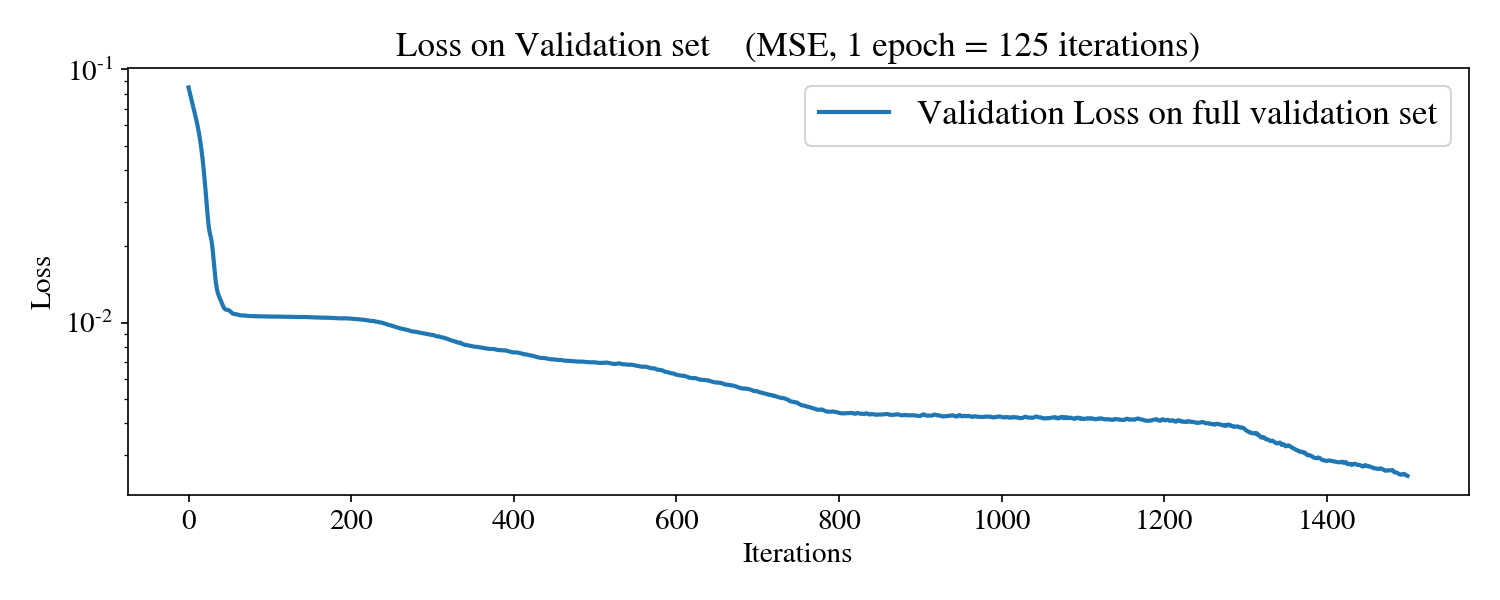 Loss on Validation set (MSE, 1 epoch = 125 iterations)
10-1
Validation Loss on full validation set
Loss
10-2
0 200 400 600 800 1000 1200 1400
Iterations